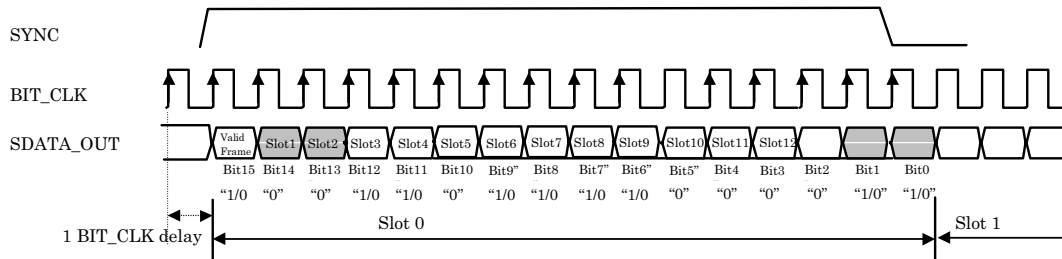 SYNC
BIT_CLK
SDATA_OUT
Valid Frame Slot1 Slot2 Slot3 Slot4 Slot5 Slot6 Slot7 Slot8 Slot9 Slot10 Slot11 Slot12
Bit15 Bit14 Bit13 Bit12 Bit11 Bit10 Bit9” Bit8 Bit7” Bit6” Bit5” Bit4 Bit3 Bit2 Bit1 Bit0
“1/0 “0” “0” “1/0 “1/0 “0” “1/0 “1/0 “1/0 “1/0 “0” “0” “0” “0” “1/0” “1/0”
1 BIT_CLK delay
Slot 0
Slot 1